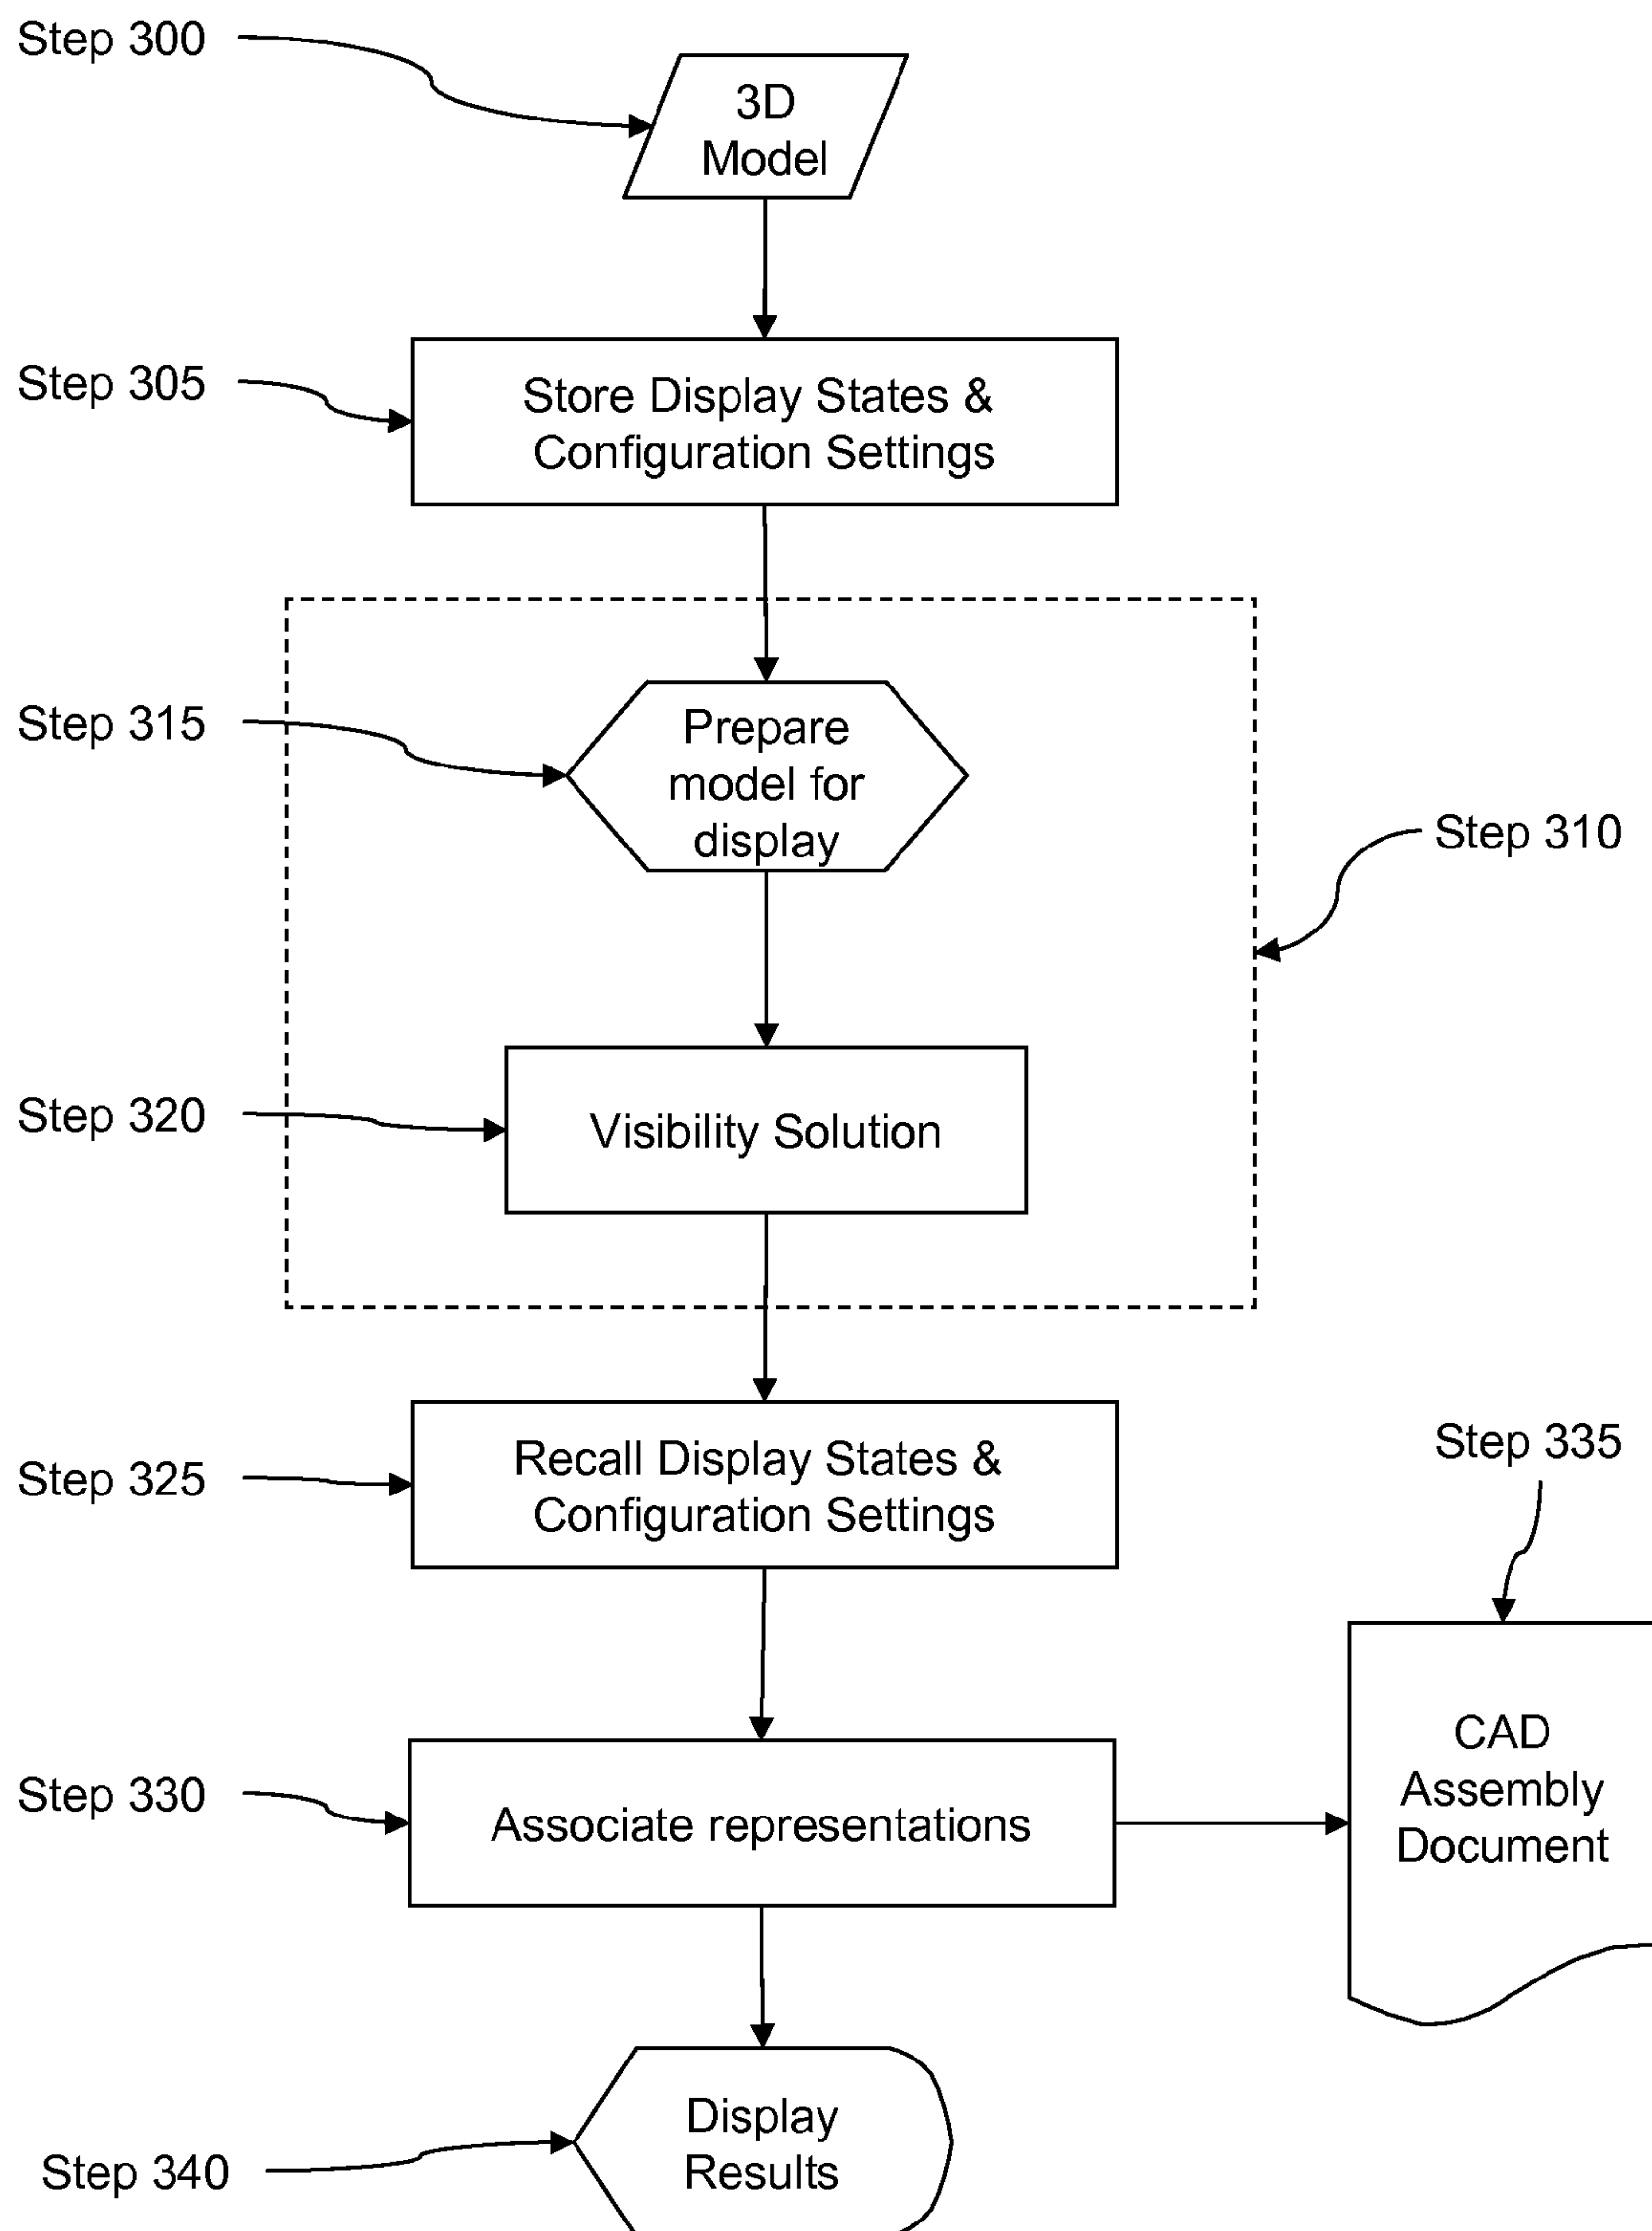 Step 300
3D
Model
Step 305
Store Display States &
Configuration Settings
Step 315
Prepare
model for
display
Step 310
Step 320
Visibility Solution
Step 325
Recall Display States &
Configuration Settings
Step 335
CAD
Assembly
Document
Step 330
Associate representations
Display
Results
Step 340